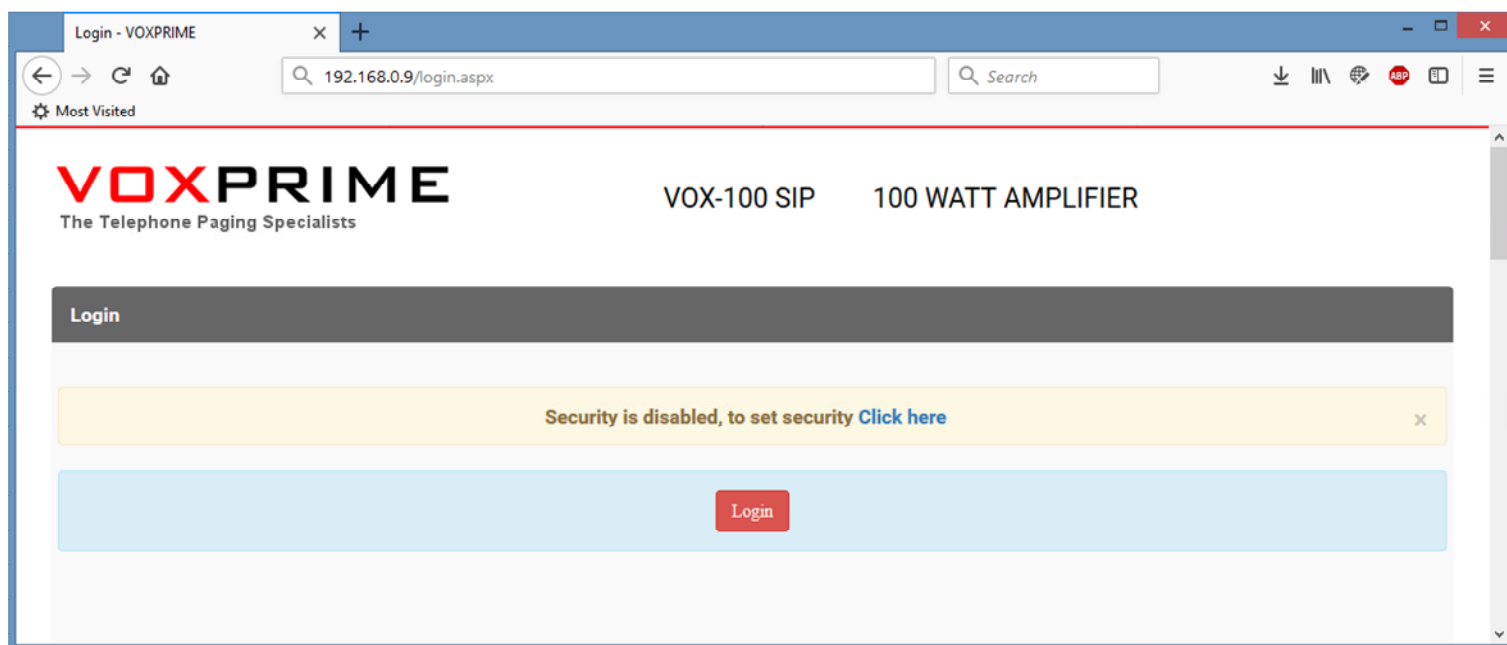 Login - VOXPRIME
192.168.0.9/login.aspx
Search
ABP
Most Visited
VOXPRIME
The Telephone Paging Specialists
VOX-100 SIP 100 WATT AMPLIFIER
Login
Security is disabled, to set security Click here
Login